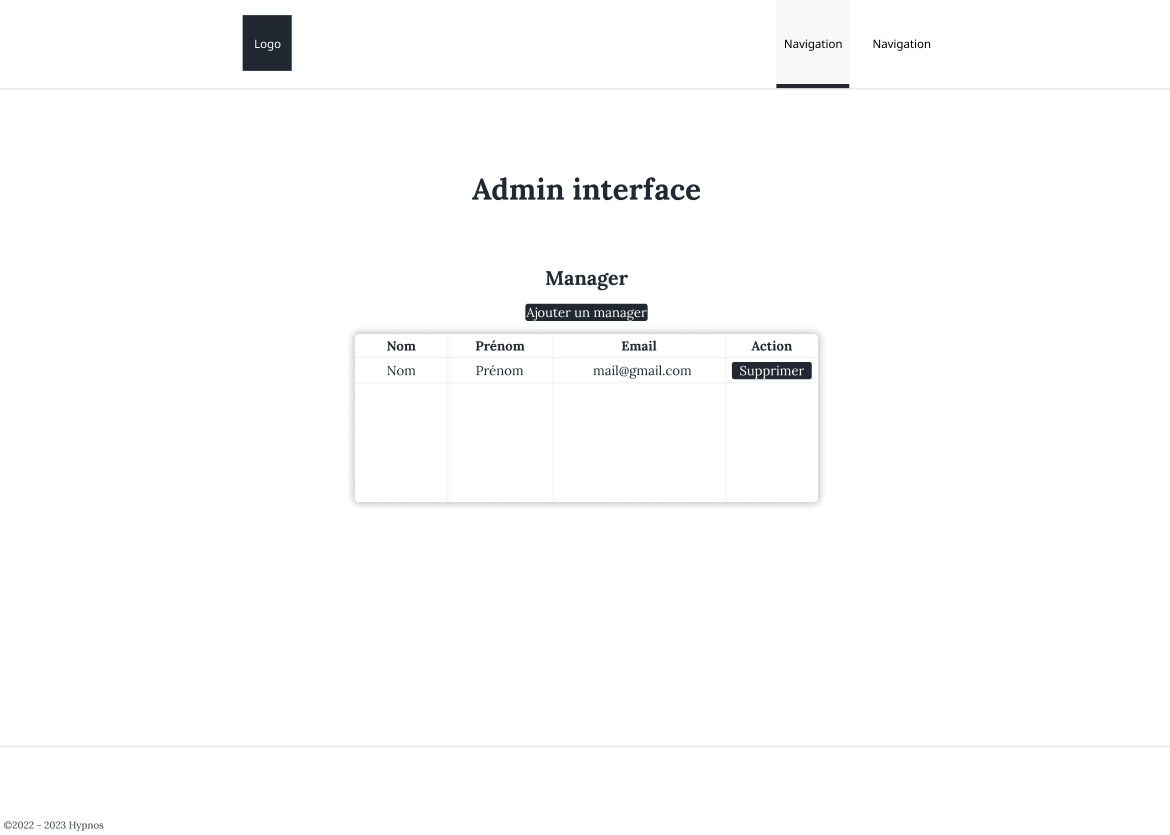 Logo
Navigation
Navigation
Admin interface
Manager
Ajouter un manager
Nom Prénom Email Action
Nom Prénom mail@gmail.com Supprimer
©2022 - 2023 Hypnos